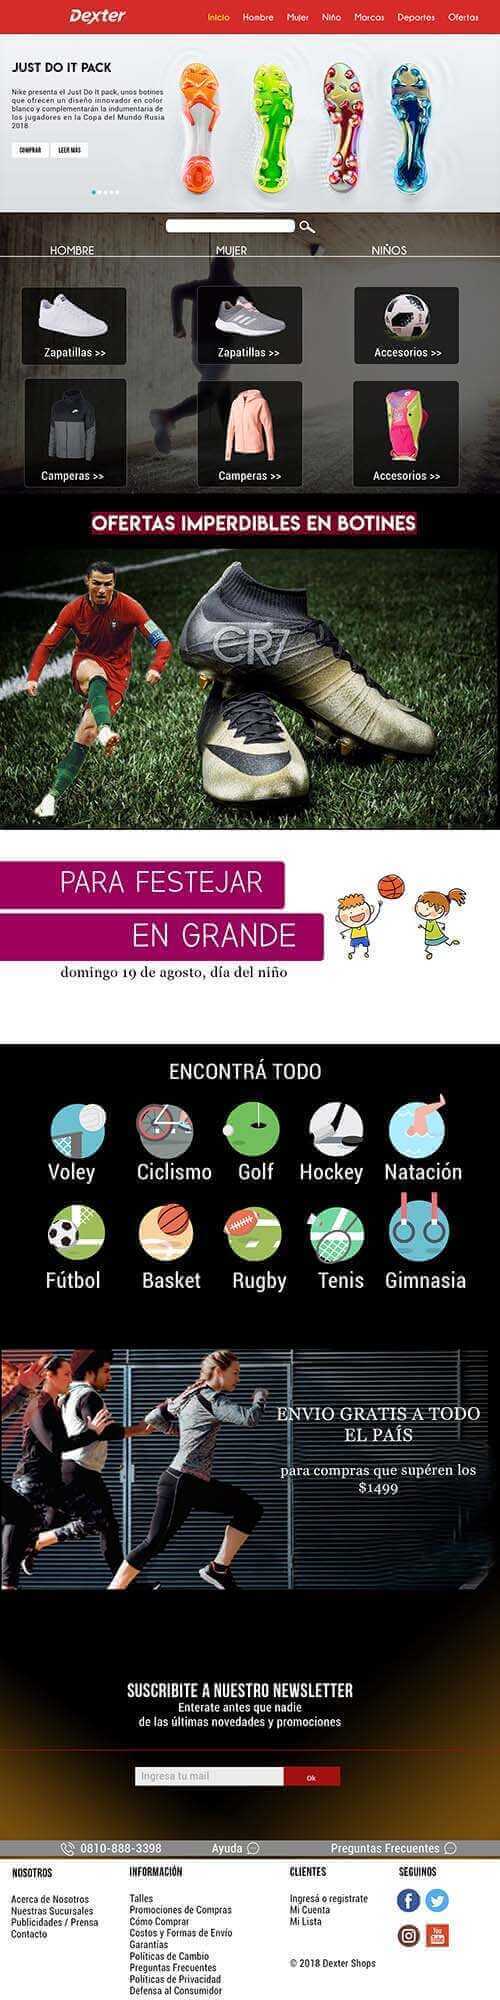 Dexter
Inicio Hombre Mujer Niño Marcas Deportes Ofertas
JUST DO IT PACK
Nike presenta el Just Do It pack, unos botines
que ofrecen un diseño innovador en color
blanco y complementarán la indumentaria de
los jugadores en la Copa del Mundo Rusia
2018.
COMPRAR LEER MÁS
HOMBRE MUJER NIÑOS
Zapatillas >> Zapatillas >> Accesorios >>
Camperas >> Camperas >> Accesorios >>
OFERTAS IMPERDIBLES EN BOTINES
CR7
PARA FESTEJAR
EN GRANDE
domingo 19 de agosto, día del niño
ENCONTRÁ TODO
Voley Ciclismo Golf Hockey Natación
Fútbol Basket Rugby Tenis Gimnasia
ENVIO GRATIS A TODO
EL PAÍS
para compras que supéren los
$1499
SUSCRIBITE A NUESTRO NEWSLETTER
Enterate antes que nadie
de las últimas novedades y promociones
Ingresa tu mail Ok
0810-888-3398 Ayuda Preguntas Frecuentes
NOSOTROS
Acerca de Nosotros
Nuestras Sucursales
Publicidades / Prensa
Contacto
INFORMACIÓN
Talles
Promociones de Compras
Cómo Comprar
Costos y Formas de Envío
Garantías
Políticas de Cambio
Preguntas Frecuentes
Políticas de Privacidad
Defensa al Consumidor
CLIENTES
Ingresá o registrate
Mi Cuenta
Mi Lista
© 2018 Dexter Shops
SEGUINOS
You
Tube